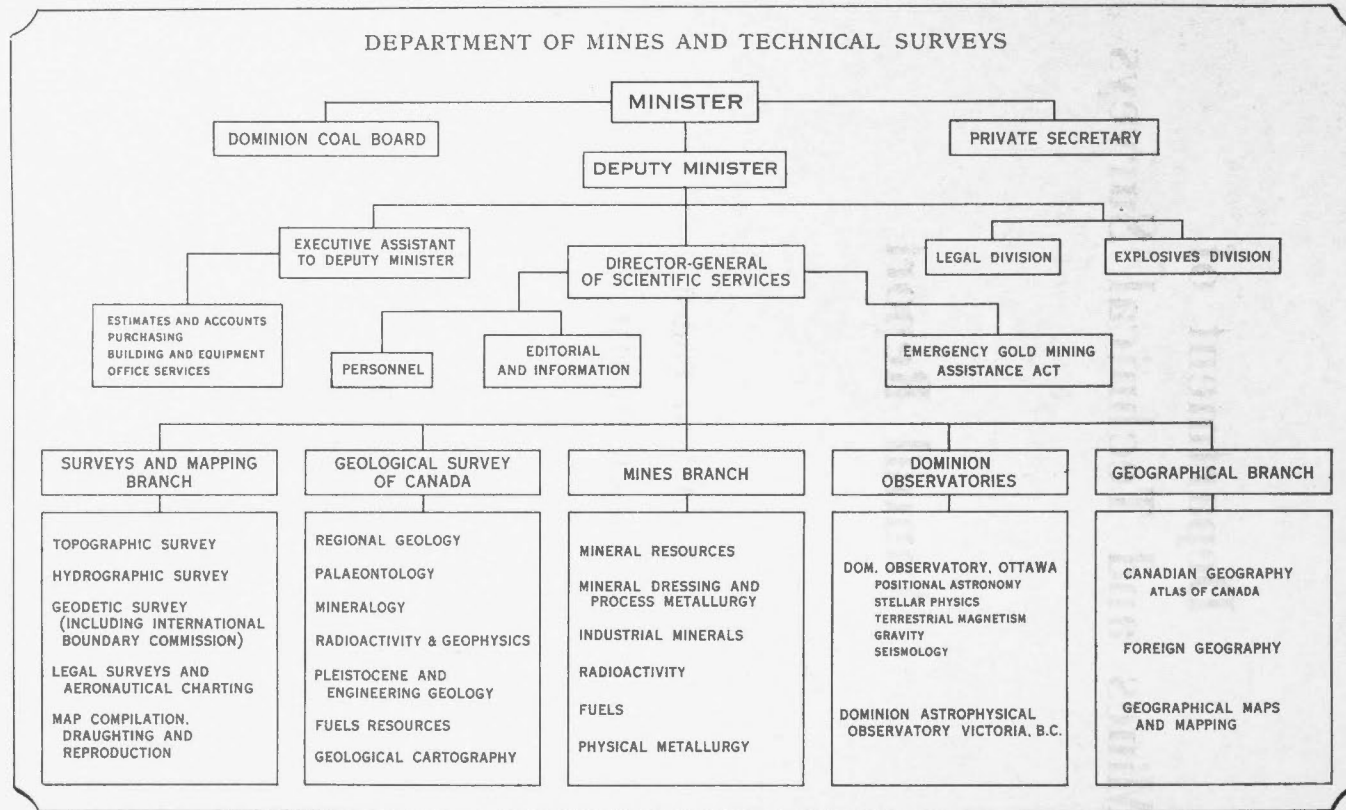 DEPARTMENT OF MINES AND TECHNICAL SURVEYS
MINISTER
DOMINION COAL BOARD
PRIVATE SECRETARY
DEPUTY MINISTER
EXECUTIVE ASSISTANT
TO DEPUTY MINISTER
DIRECTOR-GENERAL
OF SCIENTIFIC SERVICES
LEGAL DIVISION
EXPLOSIVES DIVISION
ESTIMATES AND ACCOUNTS
PURCHASING
BUILDING AND EQUIPMENT
OFFICE SERVICES
PERSONNEL
EDITORIAL
AND INFORMATION
EMERGENCY GOLD MINING
ASSISTANCE ACT
SURVEYS AND MAPPING
BRANCH
TOPOGRAPHIC SURVEY
HYDROGRAPHIC SURVEY
GEODETIC SURVEY
(INCLUDING INTERNATIONAL
BOUNDARY COMMISSION)
LEGAL SURVEYS AND
AERONAUTICAL CHARTING
MAP COMPILATION,
DRAUGHTING AND
REPRODUCTION
GEOLOGICAL SURVEY
OF CANADA
REGIONAL GEOLOGY
PALAEONTOLOGY
MINERALOGY
RADIOACTIVITY & GEOPHYSICS
PLEISTOCENE AND
ENGINEERING GEOLOGY
FUELS RESOURCES
GEOLOGICAL CARTOGRAPHY
MINES BRANCH
MINERAL RESOURCES
MINERAL DRESSING AND
PROCESS METALLURGY
INDUSTRIAL MINERALS
RADIOACTIVITY
FUELS
PHYSICAL METALLURGY
DOMINION
OBSERVATORIES
DOM. OBSERVATORY, OTTAWA
POSITIONAL ASTRONOMY
STELLAR PHYSICS
TERRESTRIAL MAGNETISM
GRAVITY
SEISMOLOGY
DOMINION ASTROPHYSICAL
OBSERVATORY VICTORIA, B.C.
GEOGRAPHICAL BRANCH
CANADIAN GEOGRAPHY
ATLAS OF CANADA
FOREIGN GEOGRAPHY
GEOGRAPHICAL MAPS
AND MAPPING